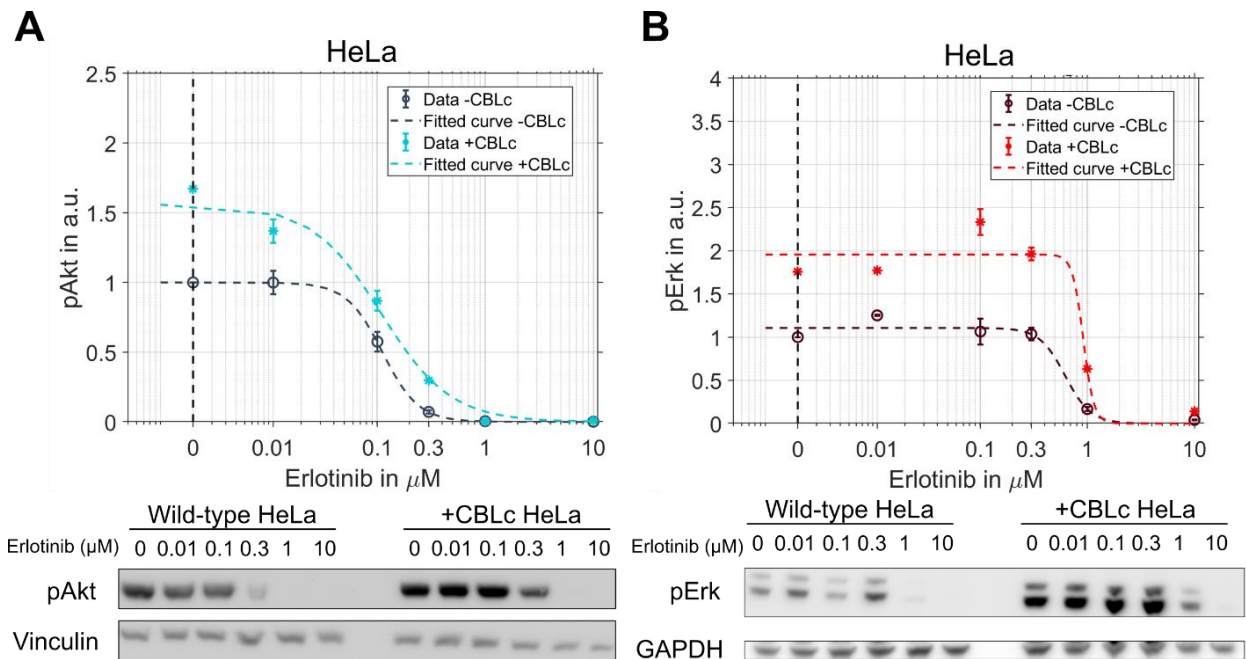 A
HeLa
pAkt in a.u.
2.5
2
1.5
1
0.5
0
Data -CBLc
Fitted curve -CBLc
Data +CBLc
Fitted curve +CBLc
0 0.01 0.1 0.3 1 10
Erlotinib in μM
Wild-type HeLa +CBLc HeLa
Erlotinib (μM) 0 0.01 0.1 0.3 1 10 0 0.01 0.1 0.3 1 10
pAkt
Vinculin
B
HeLa
pErk in a.u.
4
3.5
3
2.5
2
1.5
1
0.5
0
Data -CBLc
Fitted curve -CBLc
Data +CBLc
Fitted curve +CBLc
0 0.01 0.1 0.3 1 10
Erlotinib in μM
Wild-type HeLa +CBLc HeLa
Erlotinib (μM) 0 0.01 0.1 0.3 1 10 0 0.01 0.1 0.3 1 10
pErk
GAPDH